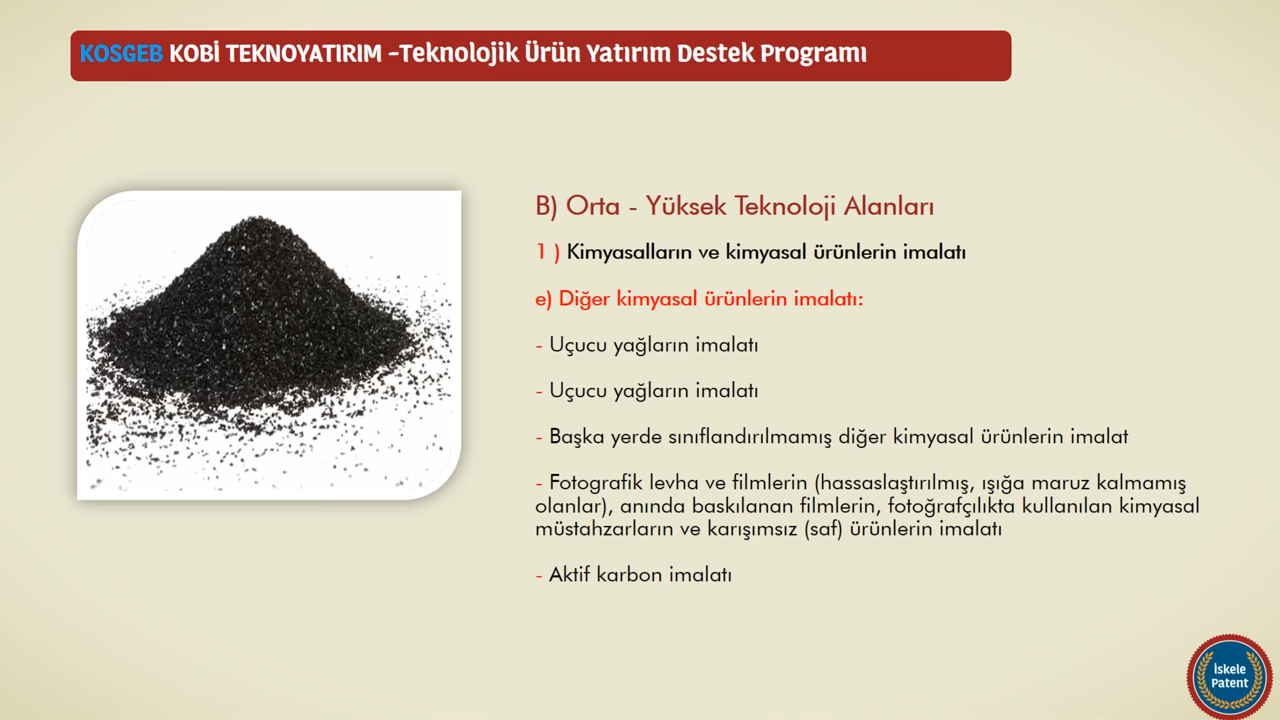 KOSGEB KOBİ TEKNOYATIRIM -Teknolojik Ürün Yatırım Destek Programı
B) Orta - Yüksek Teknoloji Alanları
1 ) Kimyasalların ve kimyasal ürünlerin imalatı
e) Diğer kimyasal ürünlerin imalatı:
- Uçucu yağların imalatı
- Uçucu yağların imalatı
- Başka yerde sınıflandırılmamış diğer kimyasal ürünlerin imalat
- Fotografik levha ve filmlerin (hassaslaştırılmış, ışığa maruz kalmamış
olanlar), anında baskılanan filmlerin, fotoğrafçılıkta kullanılan kimyasal
müstahzarların ve karışımsız (saf) ürünlerin imalatı
- Aktif karbon imalatı
İskele
Patent